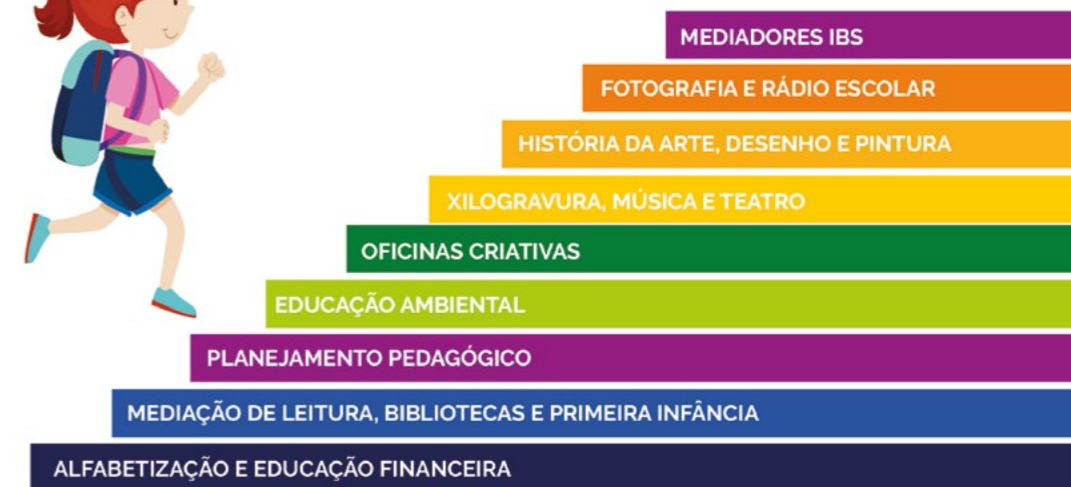 MEDIADORES IBS
FOTOGRAFIA E RÁDIO ESCOLAR
HISTÓRIA DA ARTE, DESENHO E PINTURA
XILOGRAVURA, MÚSICA E TEATRO
OFICINAS CRIATIVAS
EDUCAÇÃO AMBIENTAL
PLANEJAMENTO PEDAGÓGICO
MEDIAÇÃO DE LEITURA, BIBLIOTECAS E PRIMEIRA INFÂNCIA
ALFABETIZAÇÃO E EDUCAÇÃO FINANCEIRA